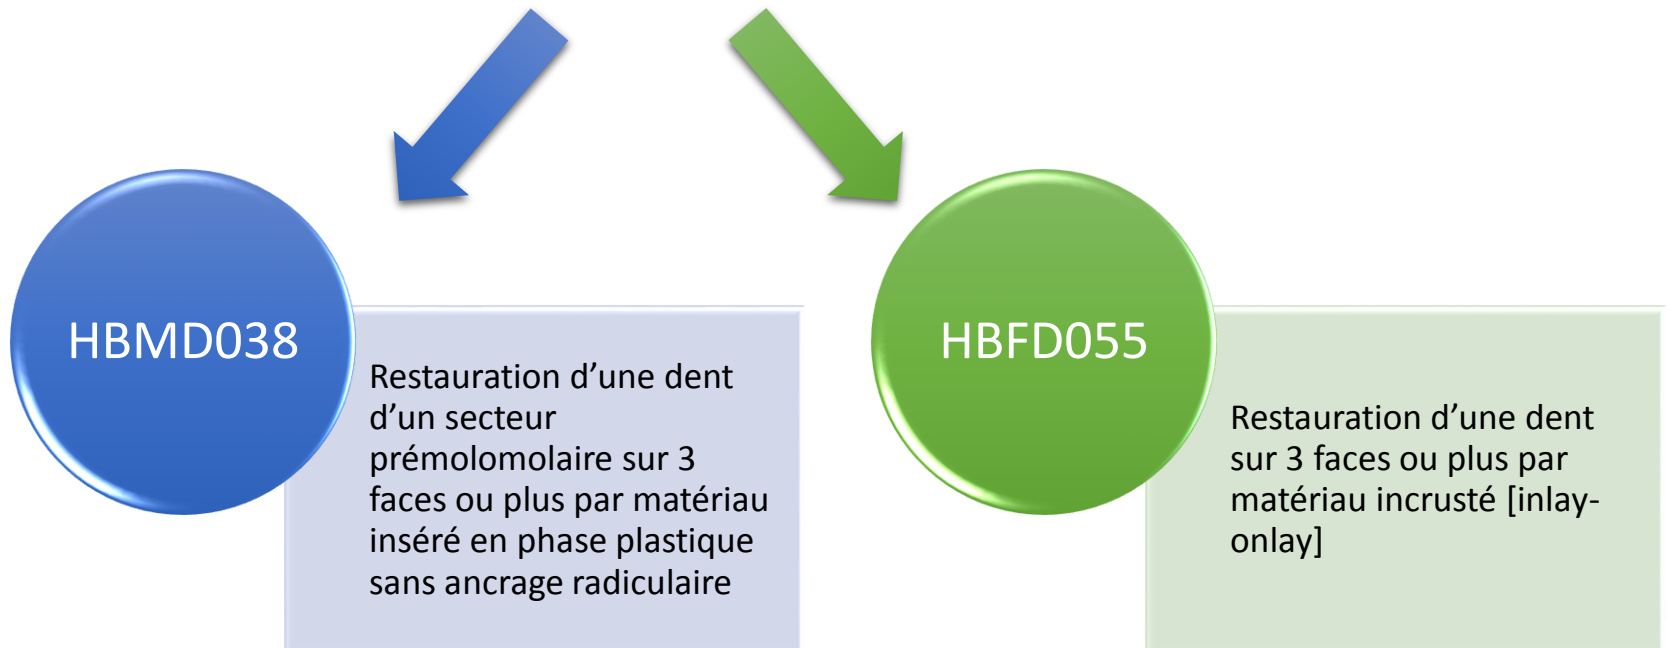 HBMD038
Restauration d’une dent
d’un secteur
prémolomolaire sur 3
faces ou plus par matériau
inséré en phase plastique
sans ancrage radiculaire
HBFD055
Restauration d’une dent
sur 3 faces ou plus par
matériau incrusté [inlay-
onlay]